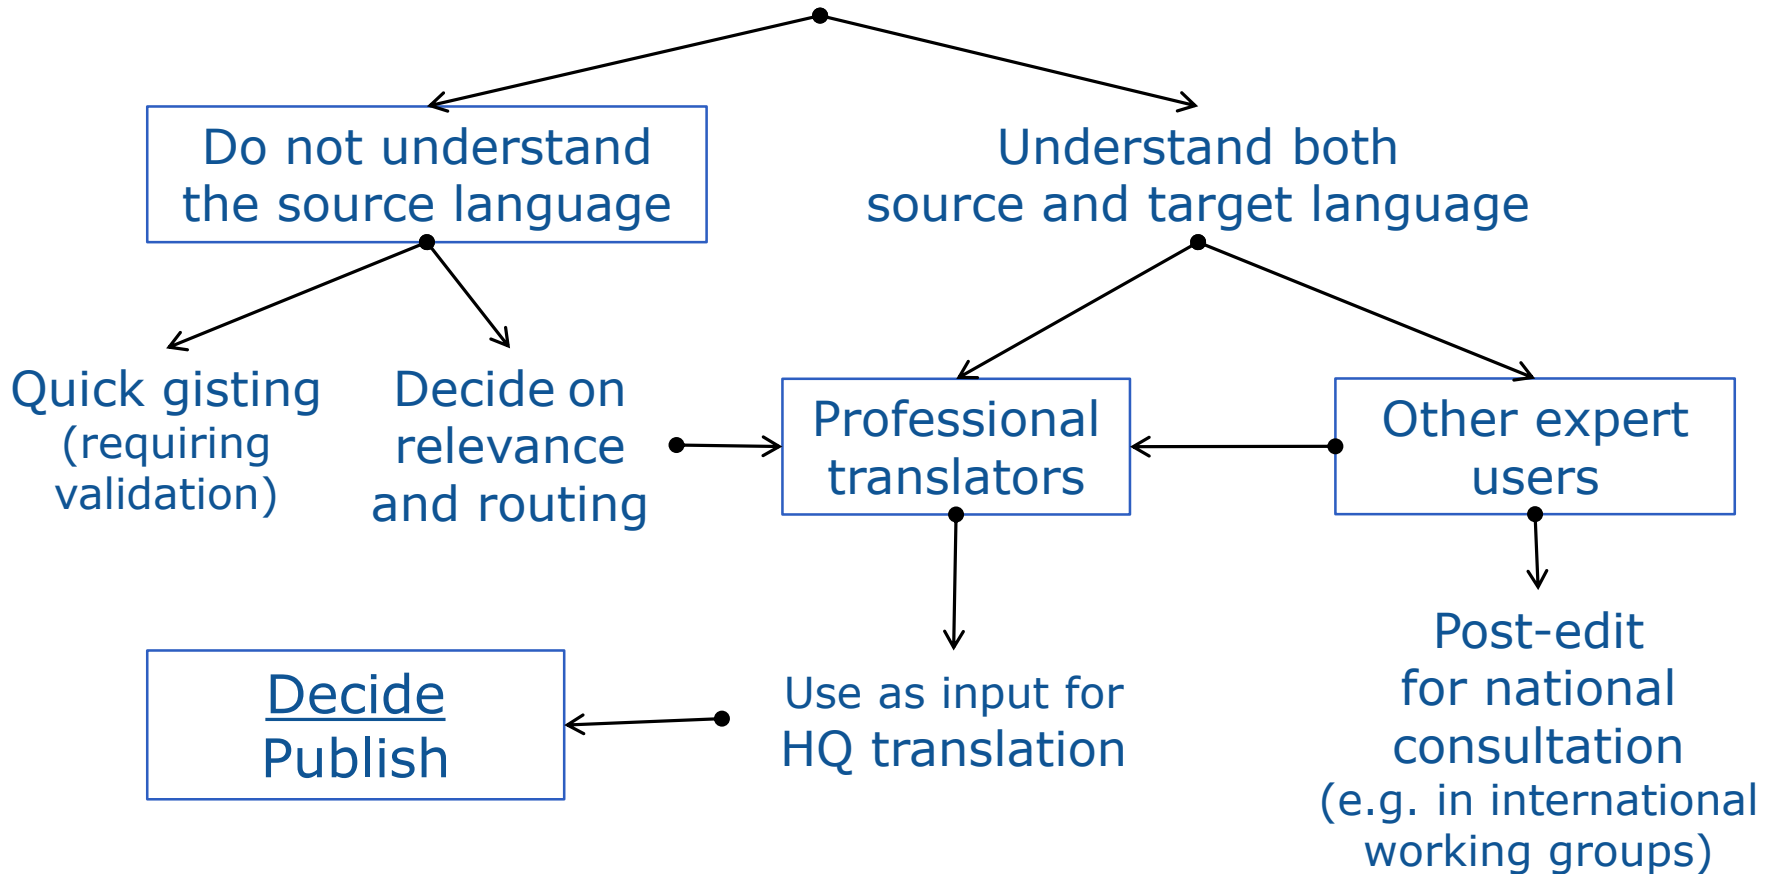 Do not understand
the source language
Understand both
source and target language
Quick gisting
(requiring
validation)
Decide on
relevance
and routing
Professional
translators
Other expert
users
Decide
Publish
Use as input for
HQ translation
Post-edit
for national
consultation
(e.g. in international
working groups)